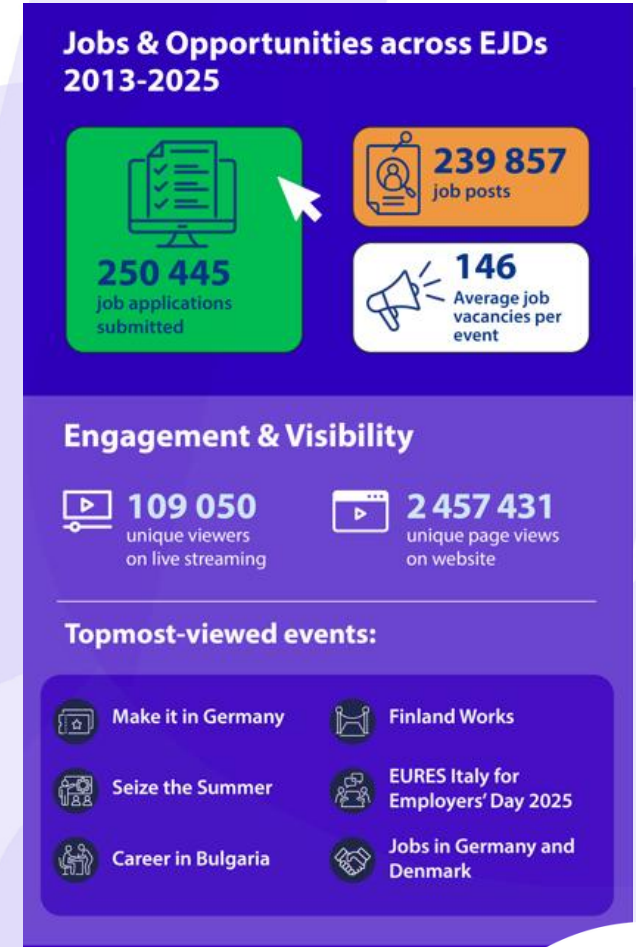 Jobs & Opportunities across EJDs
2013-2025
250 445
job applications
submitted
239 857
job posts
146
Average job
vacancies per
event
Engagement & Visibility
109 050
unique viewers
on live streaming
2 457 431
unique page views
on website
Topmost-viewed events:
Make it in Germany
Finland Works
Seize the Summer
EURES Italy for
Employers' Day 2025
Career in Bulgaria
Jobs in Germany and
Denmark